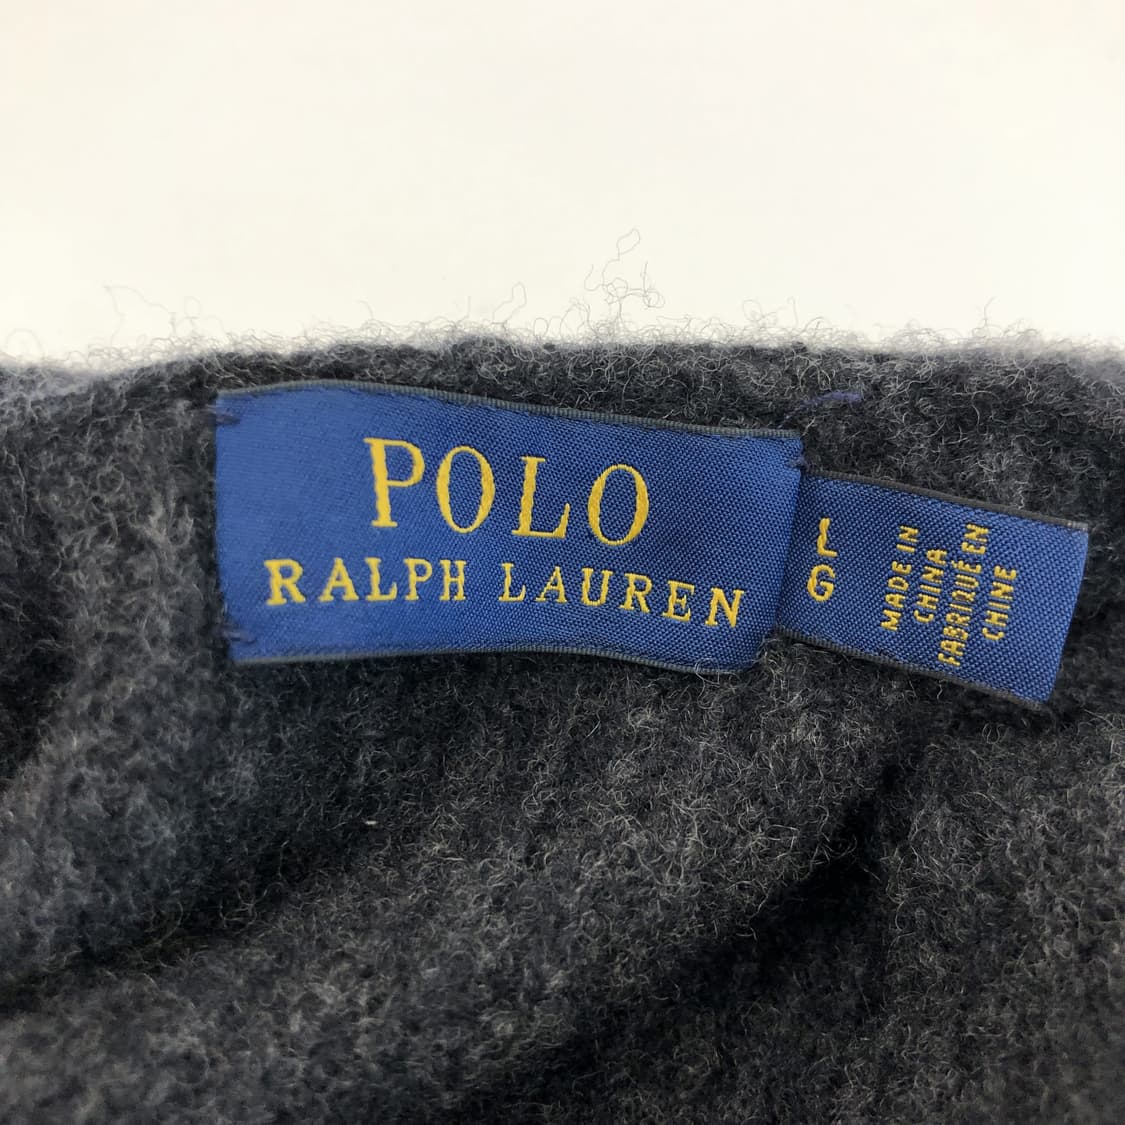 POLO
RALPH LAUREN
L
G
MADE IN
CHINA
FABRIQUÉ EN
CHINE